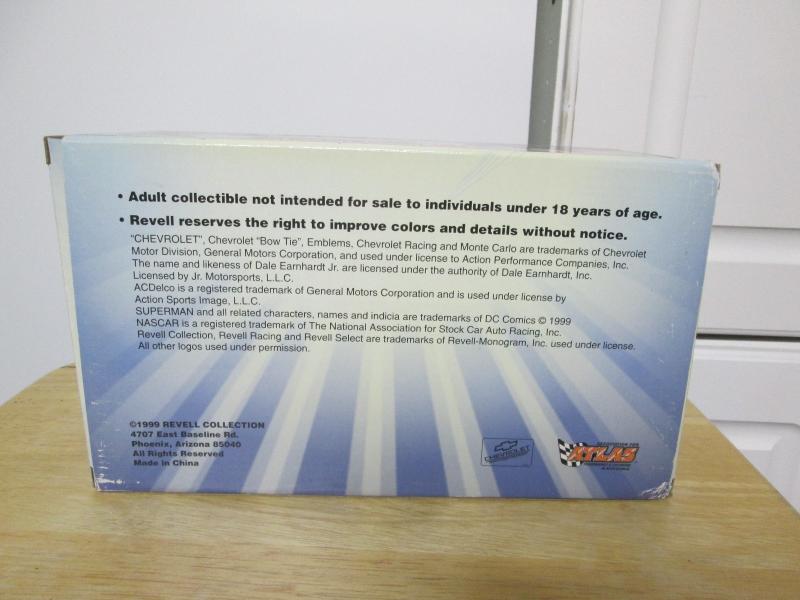 • Adult collectible not intended for sale to individuals under 18 years of age.
• Revell reserves the right to improve colors and details without notice.
"CHEVROLET", Chevrolet "Bow Tie", Emblems, Chevrolet Racing and Monte Carlo are trademarks of Chevrolet
Motor Division, General Motors Corporation, and used under license to Action Performance Companies, Inc.
The name and likeness of Dale Earnhardt Jr. are licensed under the authority of Dale Earnhardt, Inc.
Licensed by Jr. Motorsports, L.L.C.
ACDelco is a registered trademark of General Motors Corporation and is used under license by
Action Sports Image, L.L.C.
SUPERMAN and all related characters, names and indicia are trademarks of DC Comics © 1999
NASCAR is a registered trademark of The National Association for Stock Car Auto Racing, Inc.
Revell Collection, Revell Racing and Revell Select are trademarks of Revell-Monogram, Inc. used under license.
All other logos used under permission.
©1999 REVELL COLLECTION
4707 East Baseline Rd.
Phoenix, Arizona 85040
All Rights Reserved
Made in China
CHEVROLET
ATLAS